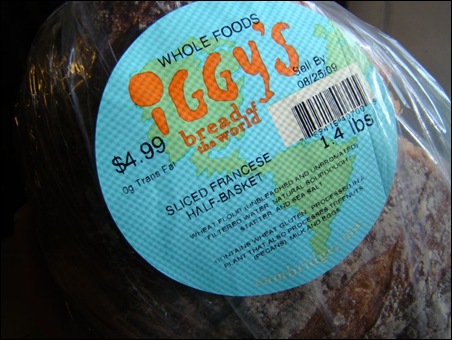 WHOLE FOODS
iGGY's
bread of
the world
Sell By
08/25/09
$4.99
0g Trans Fat
1.4 lbs
SLICED FRANCESE
HALF-BASKET
WHEAT FLOUR (UNBLEACHED AND UNBROMATED)
FILTERED WATER, NATURAL SOURDOUGH
STARTER, AND SEA SALT
CONTAINS WHEAT GLUTEN. PROCESSED IN A
PLANT THAT ALSO PROCESSES TREENUTS
(PECANS), MILK AND EGGS